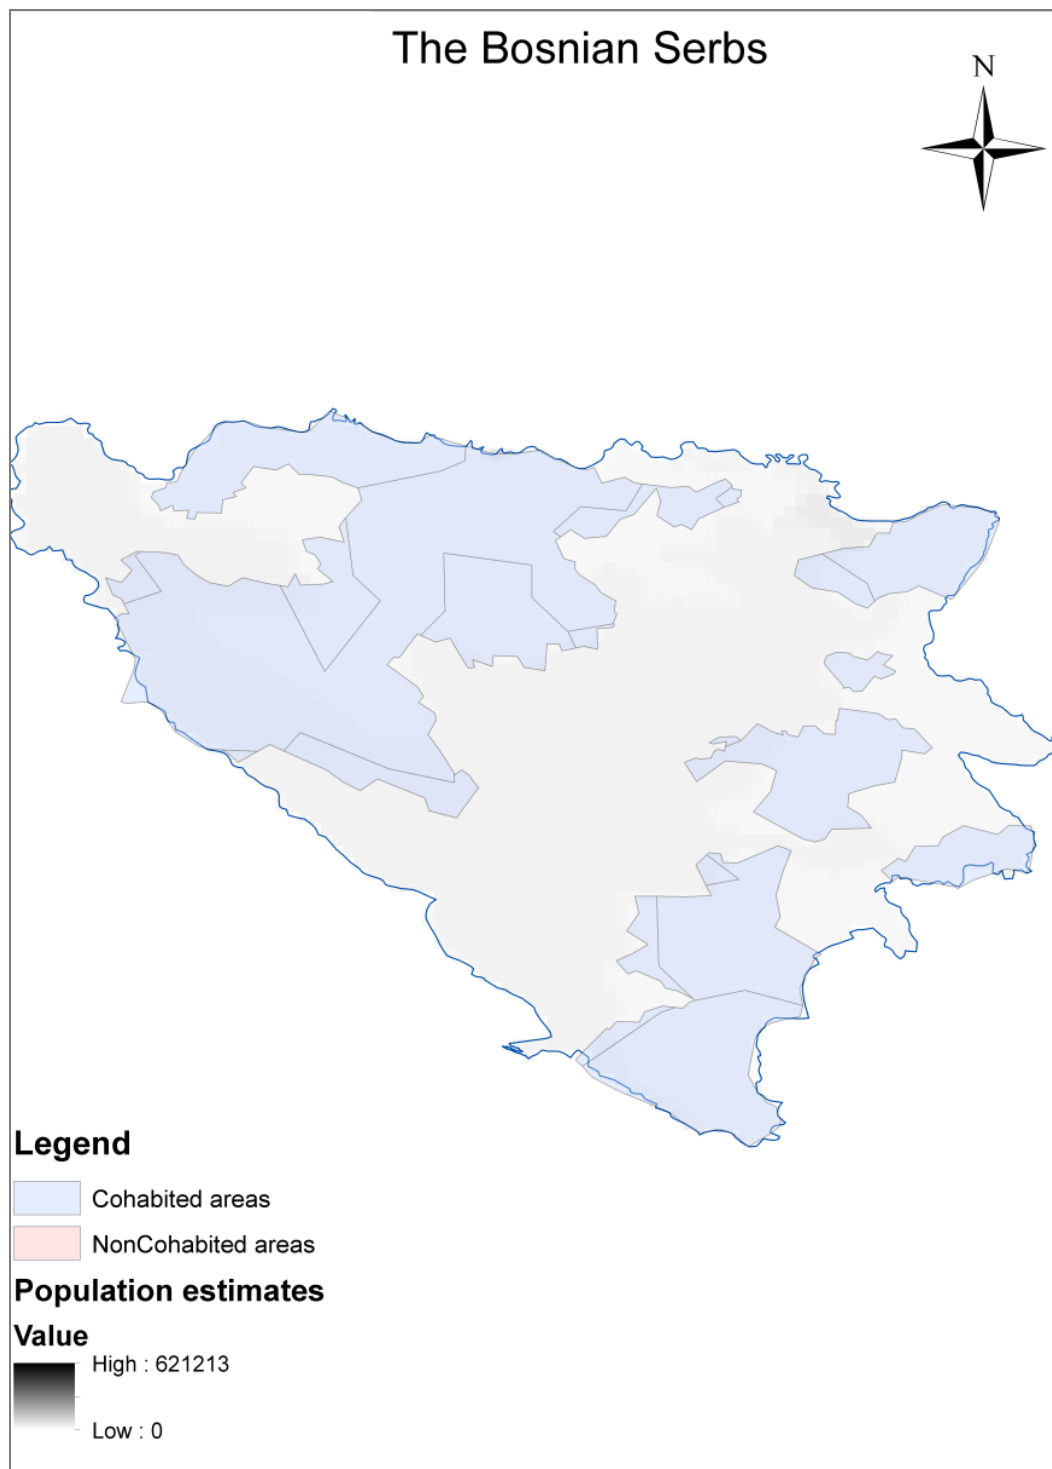 The Bosnian Serbs
N
Legend
Cohabited areas
NonCohabited areas
Population estimates
Value
High : 621213
Low : 0